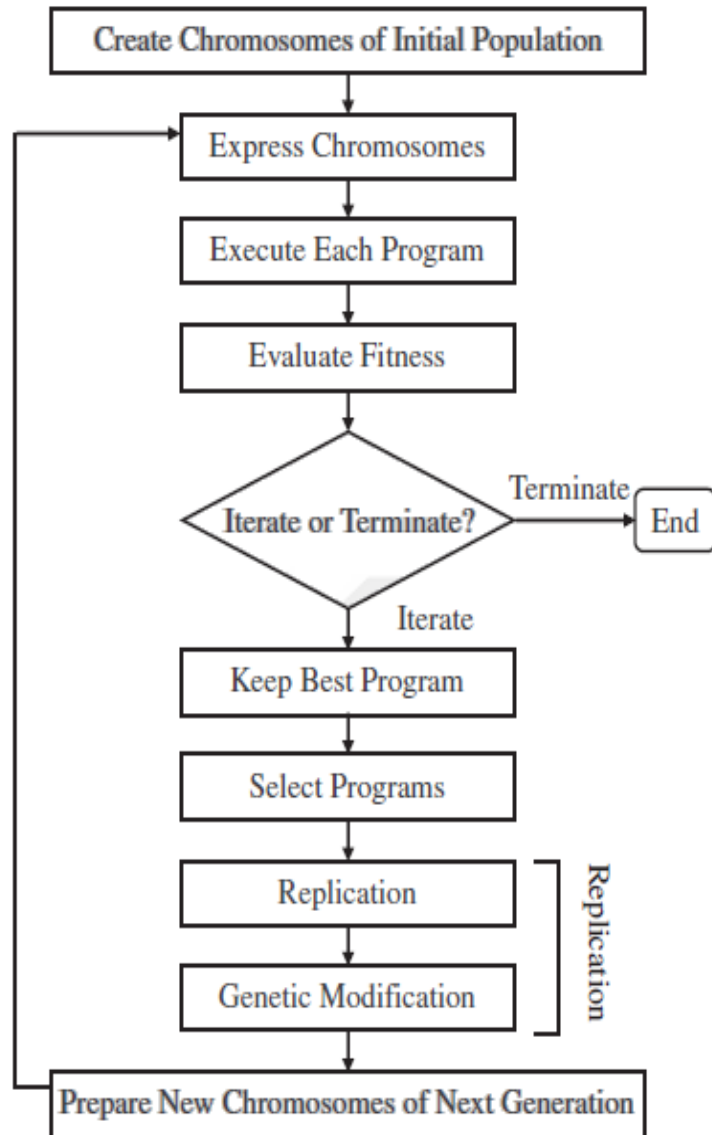 Create Chromosomes of Initial Population
Express Chromosomes
Execute Each Program
Evaluate Fitness
Iterate or Terminate?
Terminate
End
Iterate
Keep Best Program
Select Programs
Replication
Genetic Modification
Replication
Prepare New Chromosomes of Next Generation